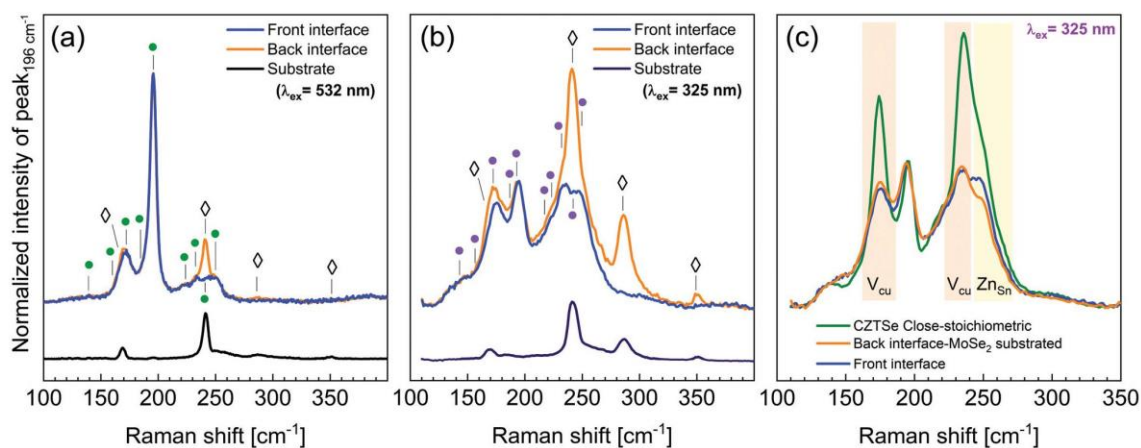 Normalized intensity of peak196 cm-1
(a)
Front interface
Back interface
Substrate
(λex= 532 nm)
100 150 200 250 300 350
Raman shift [cm-1]
(b)
Front interface
Back interface
Substrate
(λex= 325 nm)
100 150 200 250 300 350
Raman shift [cm-1]
(c)
λex= 325 nm
Vcu
Vcu
ZnSn
CZTSe Close-stoichiometric
Back interface-MoSe2 substrated
Front interface
100 150 200 250 300 350
Raman shift [cm-1]